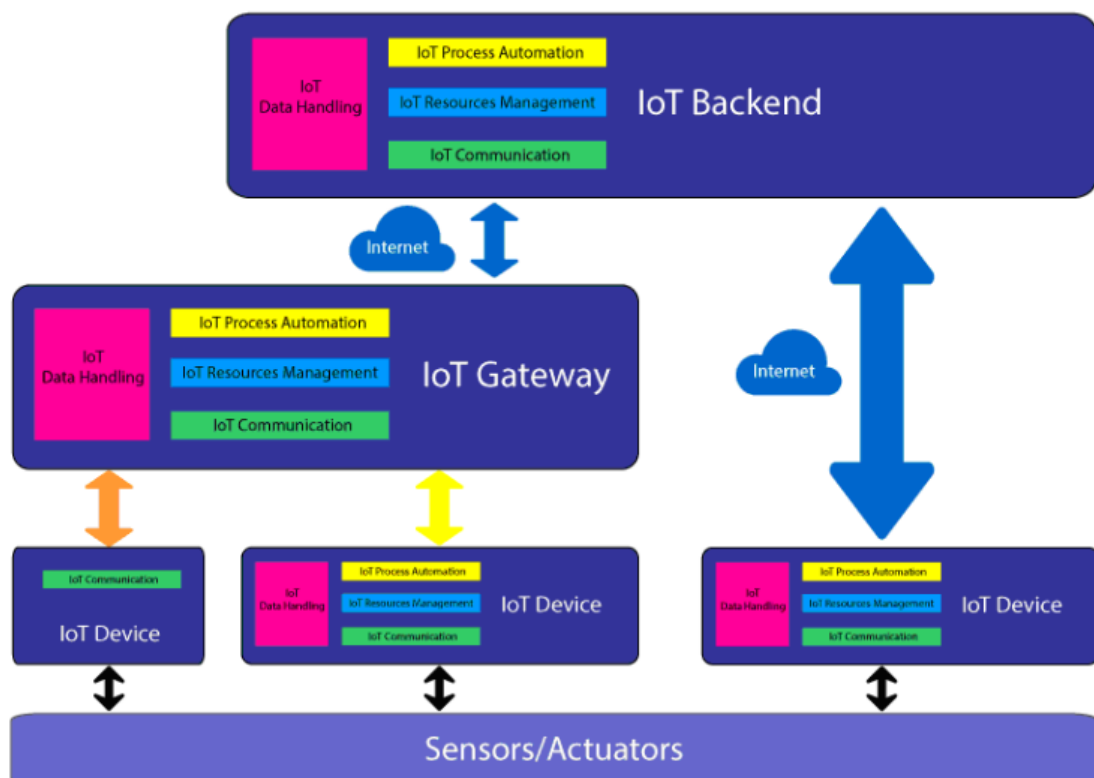 IoT
Data Handling
IoT Process Automation
IoT Resources Management
IoT Communication
IoT Backend
Internet
IoT
Data Handling
IoT Process Automation
IoT Resources Management
IoT Communication
IoT Gateway
Internet
IoT Communication
IoT Device
IoT
Data Handling
IoT Process Automation
IoT Resources Management
IoT Communication
IoT Device
IoT
Data Handling
IoT Process Automation
IoT Resources Management
IoT Communication
IoT Device
Sensors/Actuators